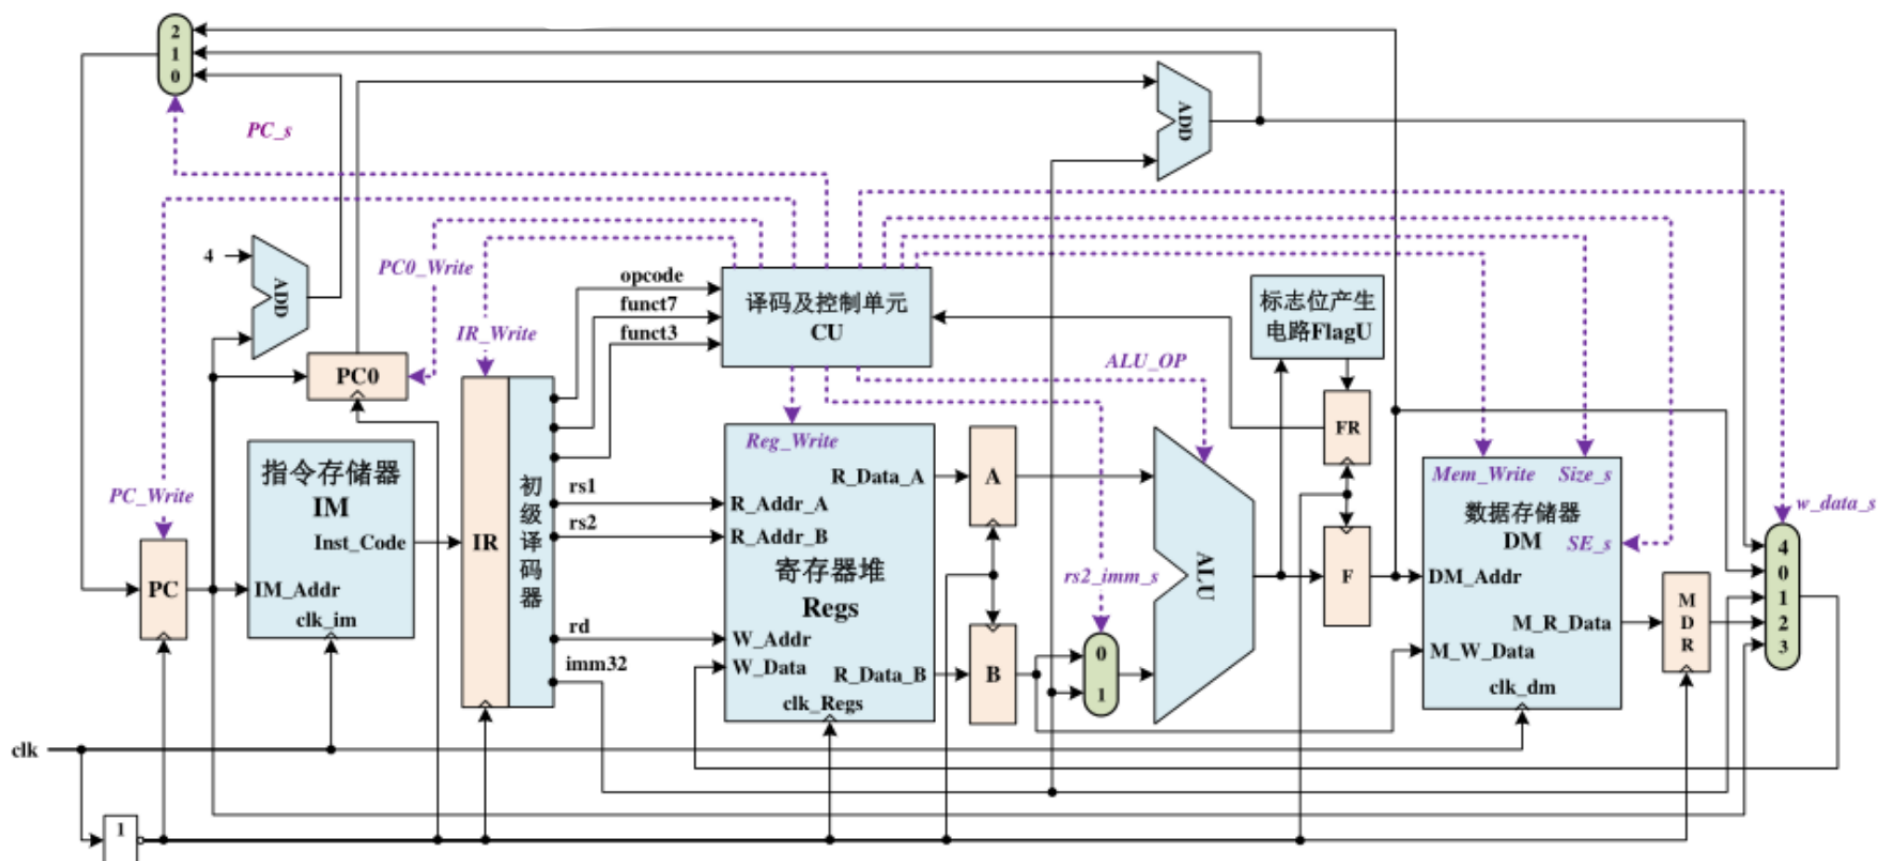 2
1
0
PC_s
ADD
4
ADD
PC0_Write
IR_Write
opcode
funct7
funct3
译码及控制单元
CU
标志位产生
电路FlagU
ALU_OP
PC0
FR
PC_Write
指令存储器
IM
Inst_Code
IM_Addr
clk_im
PC
IR
初级译码器
rs1
rs2
rd
imm32
Reg_Write
R_Data_A
R_Addr_A
R_Addr_B
寄存器堆
Regs
W_Addr
W_Data
R_Data_B
clk_Regs
A
B
rs2_imm_s
0
1
ALU
F
Mem_Write
Size_s
数据存储器
DM
SE_s
DM_Addr
M_R_Data
M_W_Data
clk_dm
M
D
R
w_data_s
4
0
1
2
3
clk
1